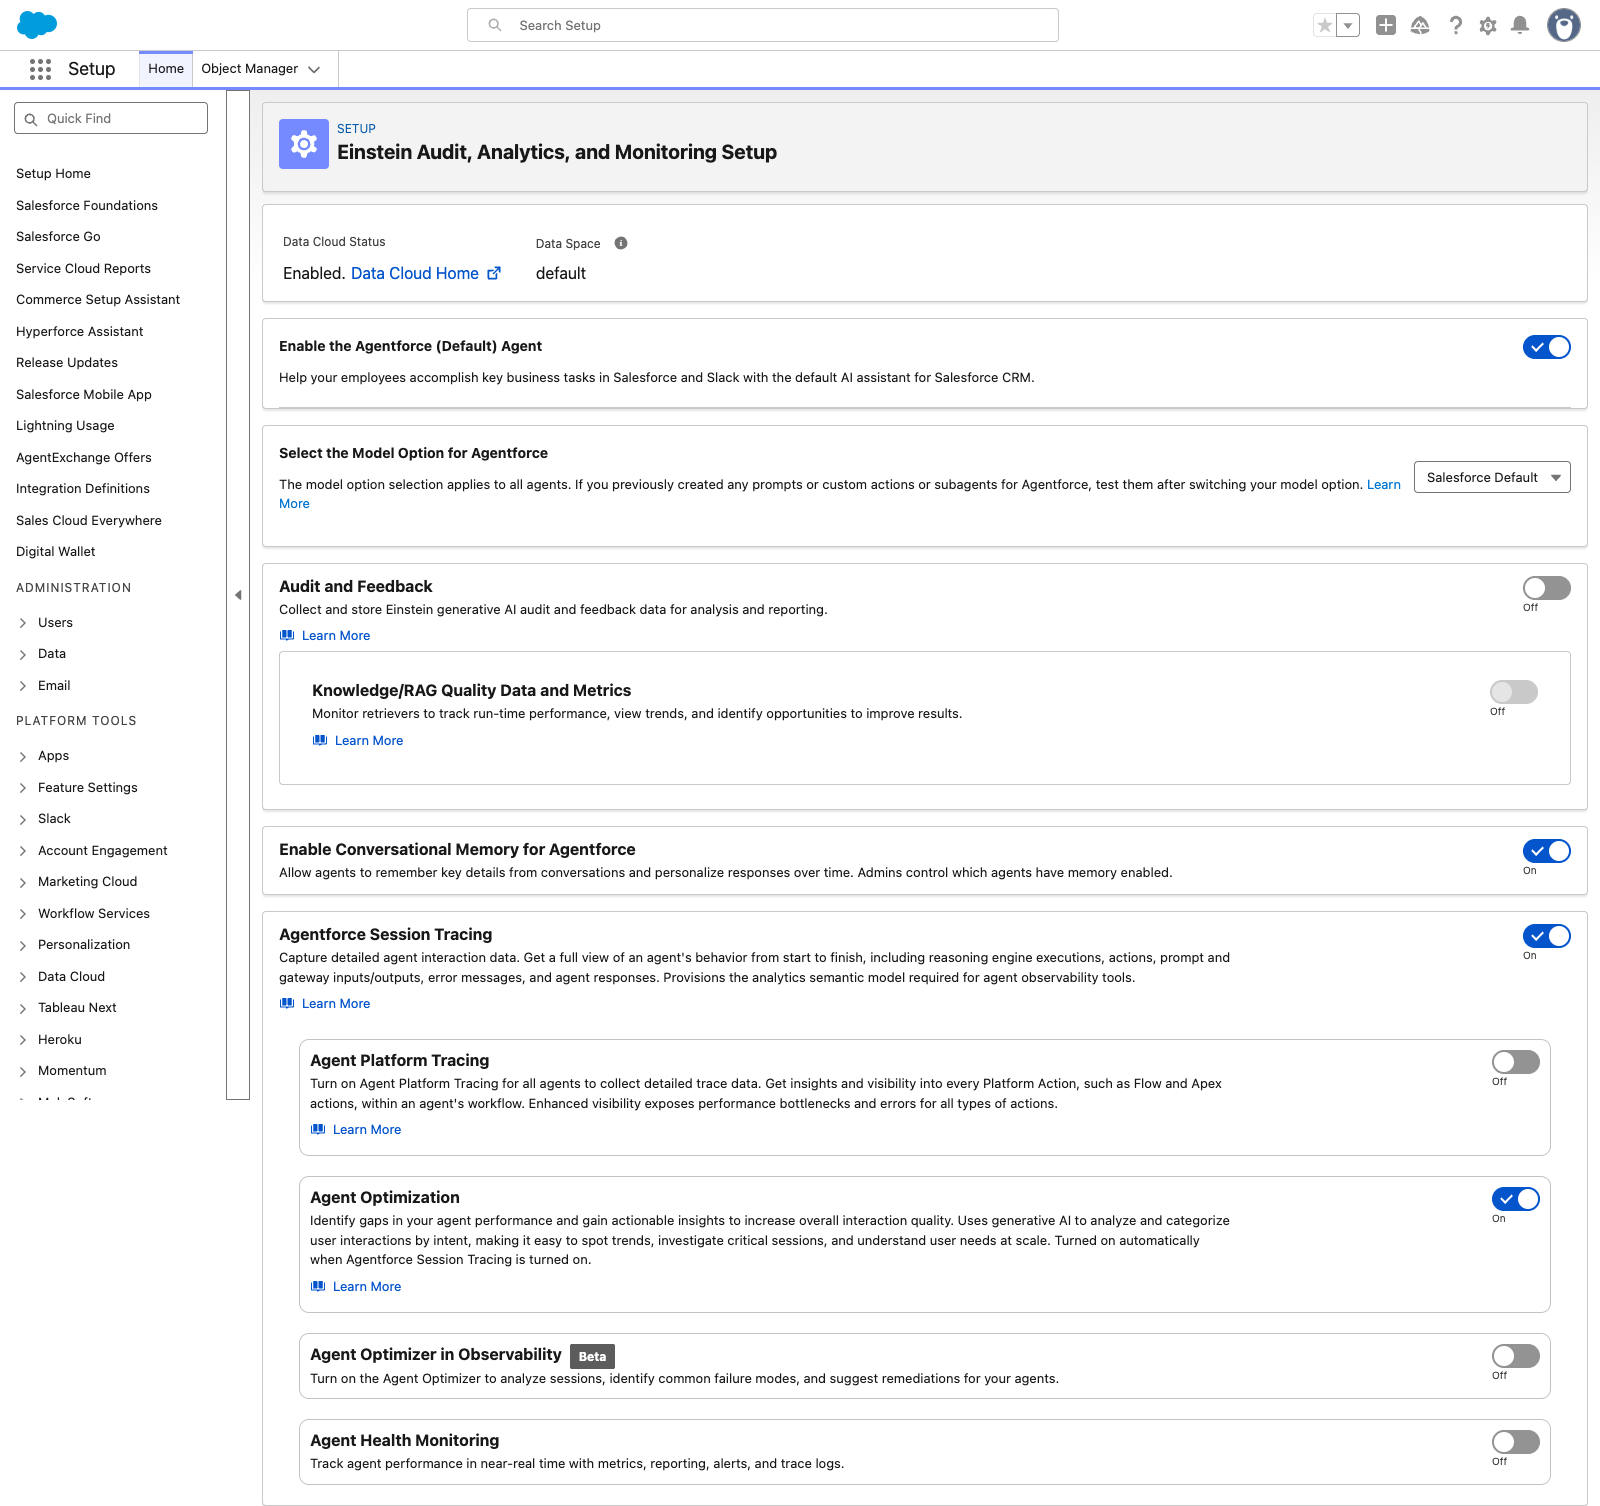 Search Setup
Setup
Home
Object Manager
Quick Find
Setup Home
Salesforce Foundations
Salesforce Go
Service Cloud Reports
Commerce Setup Assistant
Hyperforce Assistant
Release Updates
Salesforce Mobile App
Lightning Usage
AgentExchange Offers
Integration Definitions
Sales Cloud Everywhere
Digital Wallet
ADMINISTRATION
Users
Data
Email
PLATFORM TOOLS
Apps
Feature Settings
Slack
Account Engagement
Marketing Cloud
Workflow Services
Personalization
Data Cloud
Tableau Next
Heroku
Momentum
SETUP
Einstein Audit, Analytics, and Monitoring Setup
Data Cloud Status
Enabled. Data Cloud Home
Data Space
default
Enable the Agentforce (Default) Agent
Help your employees accomplish key business tasks in Salesforce and Slack with the default AI assistant for Salesforce CRM.
Select the Model Option for Agentforce
The model option selection applies to all agents. If you previously created any prompts or custom actions or subagents for Agentforce, test them after switching your model option. Learn
More
Salesforce Default
Audit and Feedback
Collect and store Einstein generative AI audit and feedback data for analysis and reporting.
Learn More
Off
Knowledge/RAG Quality Data and Metrics
Monitor retrievers to track run-time performance, view trends, and identify opportunities to improve results.
Learn More
Off
Enable Conversational Memory for Agentforce
Allow agents to remember key details from conversations and personalize responses over time. Admins control which agents have memory enabled.
On
Agentforce Session Tracing
Capture detailed agent interaction data. Get a full view of an agent's behavior from start to finish, including reasoning engine executions, actions, prompt and
gateway inputs/outputs, error messages, and agent responses. Provisions the analytics semantic model required for agent observability tools.
Learn More
On
Agent Platform Tracing
Turn on Agent Platform Tracing for all agents to collect detailed trace data. Get insights and visibility into every Platform Action, such as Flow and Apex
actions, within an agent's workflow. Enhanced visibility exposes performance bottlenecks and errors for all types of actions.
Learn More
Off
Agent Optimization
Identify gaps in your agent performance and gain actionable insights to increase overall interaction quality. Uses generative AI to analyze and categorize
user interactions by intent, making it easy to spot trends, investigate critical sessions, and understand user needs at scale. Turned on automatically
when Agentforce Session Tracing is turned on.
Learn More
On
Agent Optimizer in Observability Beta
Turn on the Agent Optimizer to analyze sessions, identify common failure modes, and suggest remediations for your agents.
Off
Agent Health Monitoring
Track agent performance in near-real time with metrics, reporting, alerts, and trace logs.
Off